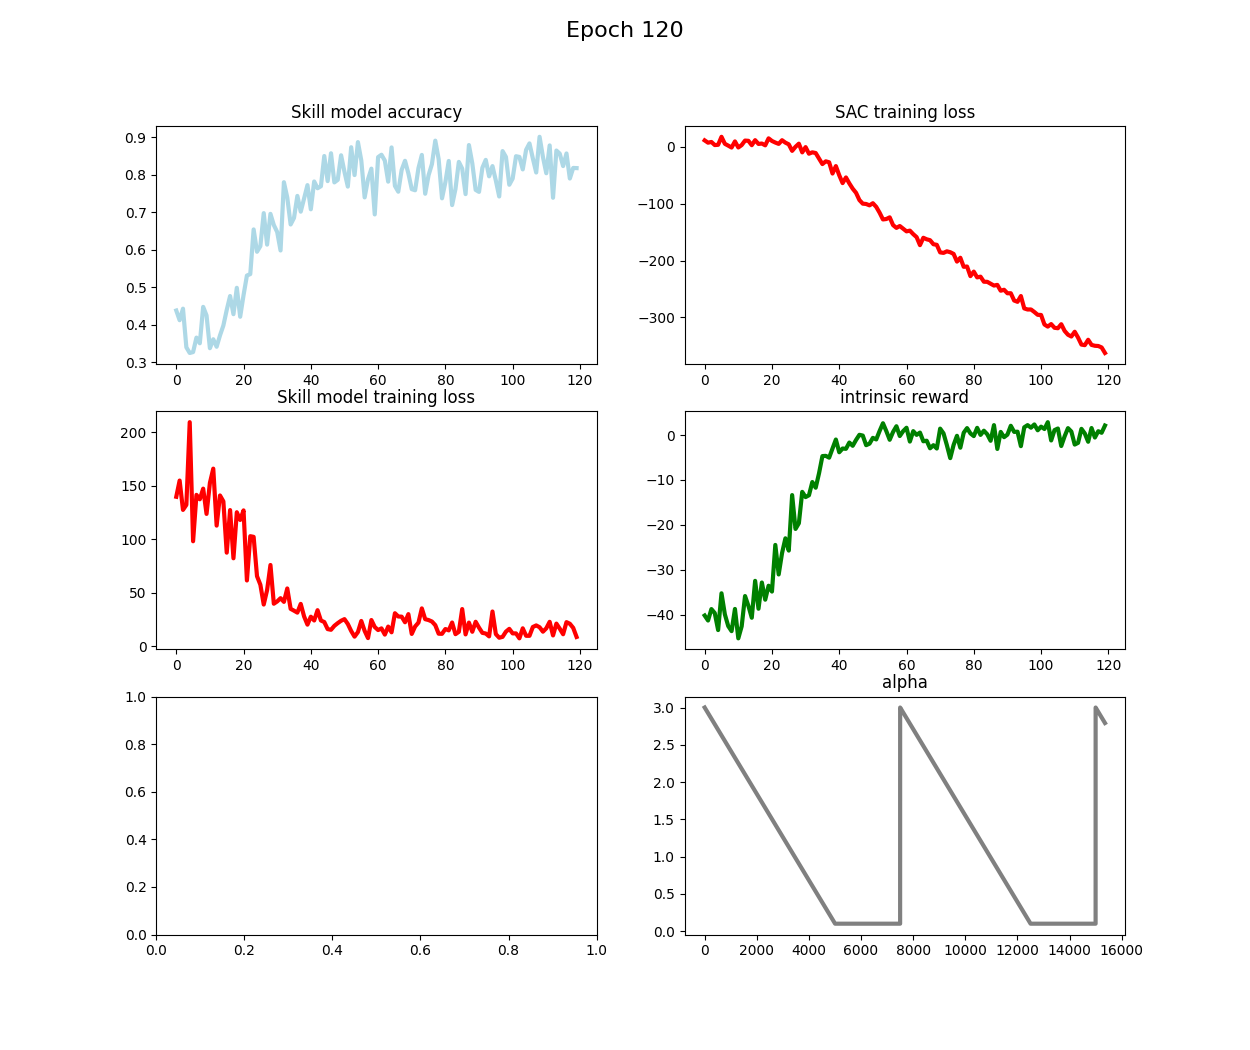 Epoch 120
Skill model accuracy
0.9
0.8
0.7
0.6
0.5
0.4
0.3
0 20 40 60 80 100 120
SAC training loss
0
−100
−200
−300
0 20 40 60 80 100 120
Skill model training loss
200
150
100
50
0
0 20 40 60 80 100 120
intrinsic reward
0
−10
−20
−30
−40
0 20 40 60 80 100 120
1.0
0.8
0.6
0.4
0.2
0.0
0.0 0.2 0.4 0.6 0.8 1.0
alpha
3.0
2.5
2.0
1.5
1.0
0.5
0.0
0 2000 4000 6000 8000 10000 12000 14000 16000